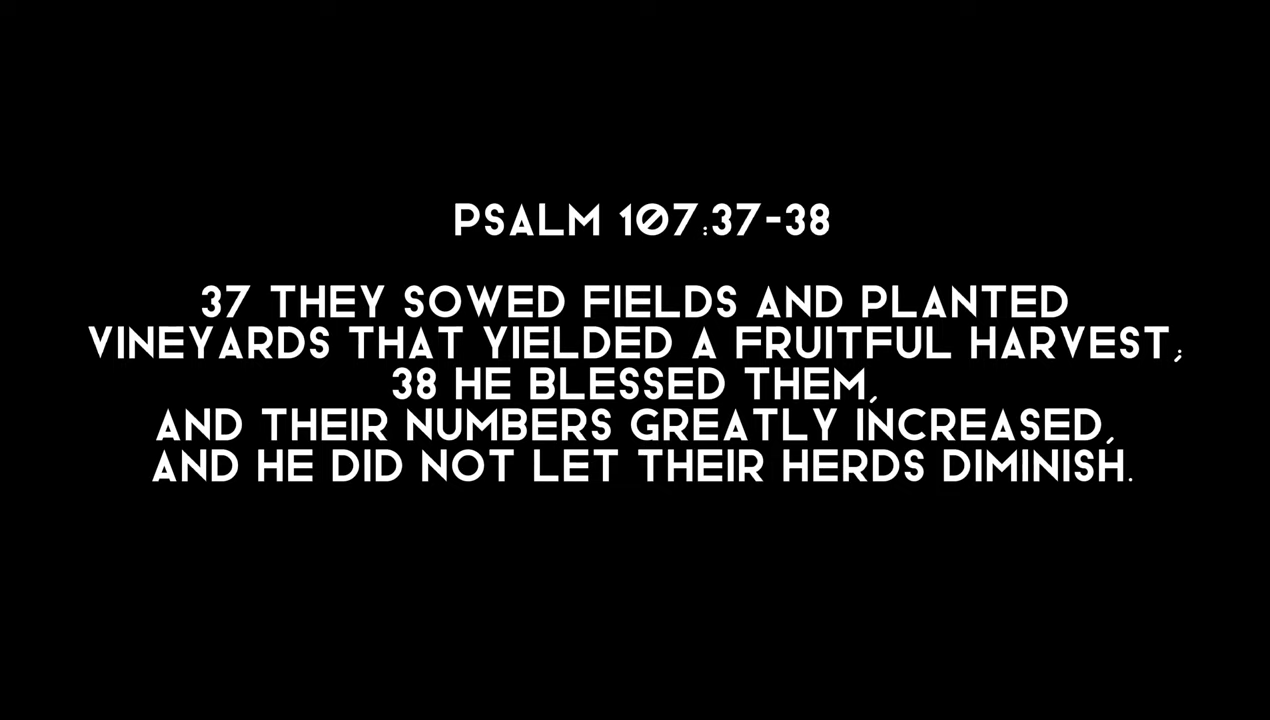 PSALM 107:37-38
37 THEY SOWED FIELDS AND PLANTED
VINEYARDS THAT YIELDED A FRUITFUL HARVEST;
38 HE BLESSED THEM,
AND THEIR NUMBERS GREATLY INCREASED,
AND HE DID NOT LET THEIR HERDS DIMINISH.